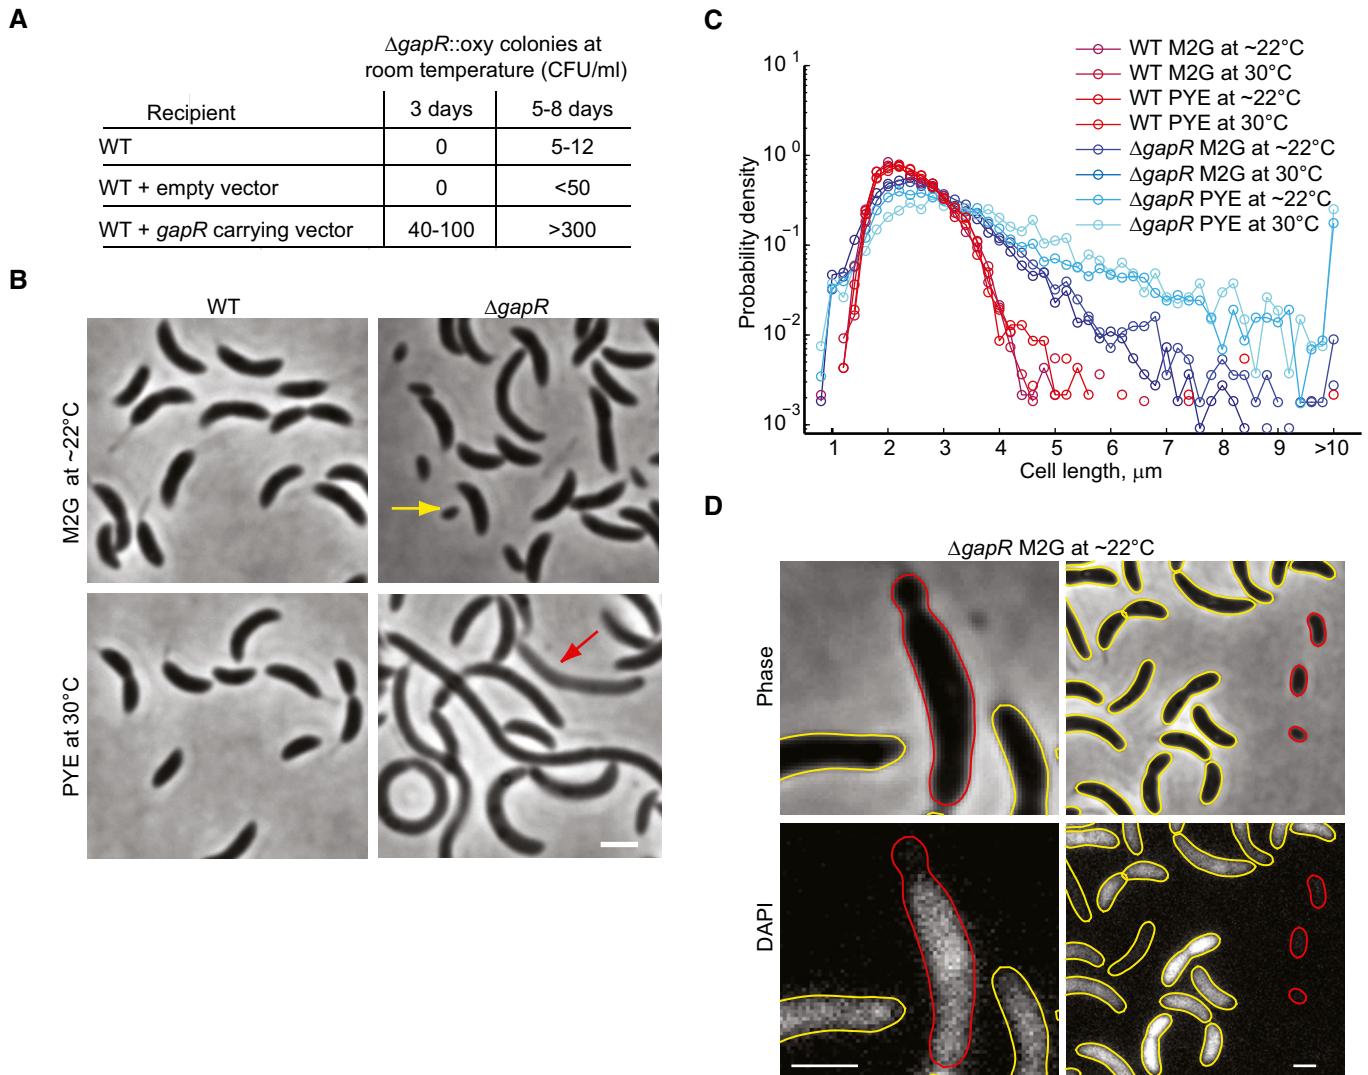 A
ΔgapR::oxy colonies at
room temperature (CFU/ml)
Recipient
3 days
5-8 days
WT
0
5-12
WT + empty vector
0
<50
WT + gapR carrying vector
40-100
>300
B
WT
ΔgapR
M2G at ~22°C
PYE at 30°C
C
WT M2G at ~22°C
WT M2G at 30°C
WT PYE at ~22°C
WT PYE at 30°C
ΔgapR M2G at ~22°C
ΔgapR M2G at 30°C
ΔgapR PYE at ~22°C
ΔgapR PYE at 30°C
Probability density
10¹
10⁰
10⁻¹
10⁻²
10⁻³
1 2 3 4 5 6 7 8 9 >10
Cell length, μm
D
ΔgapR M2G at ~22°C
Phase
DAPI